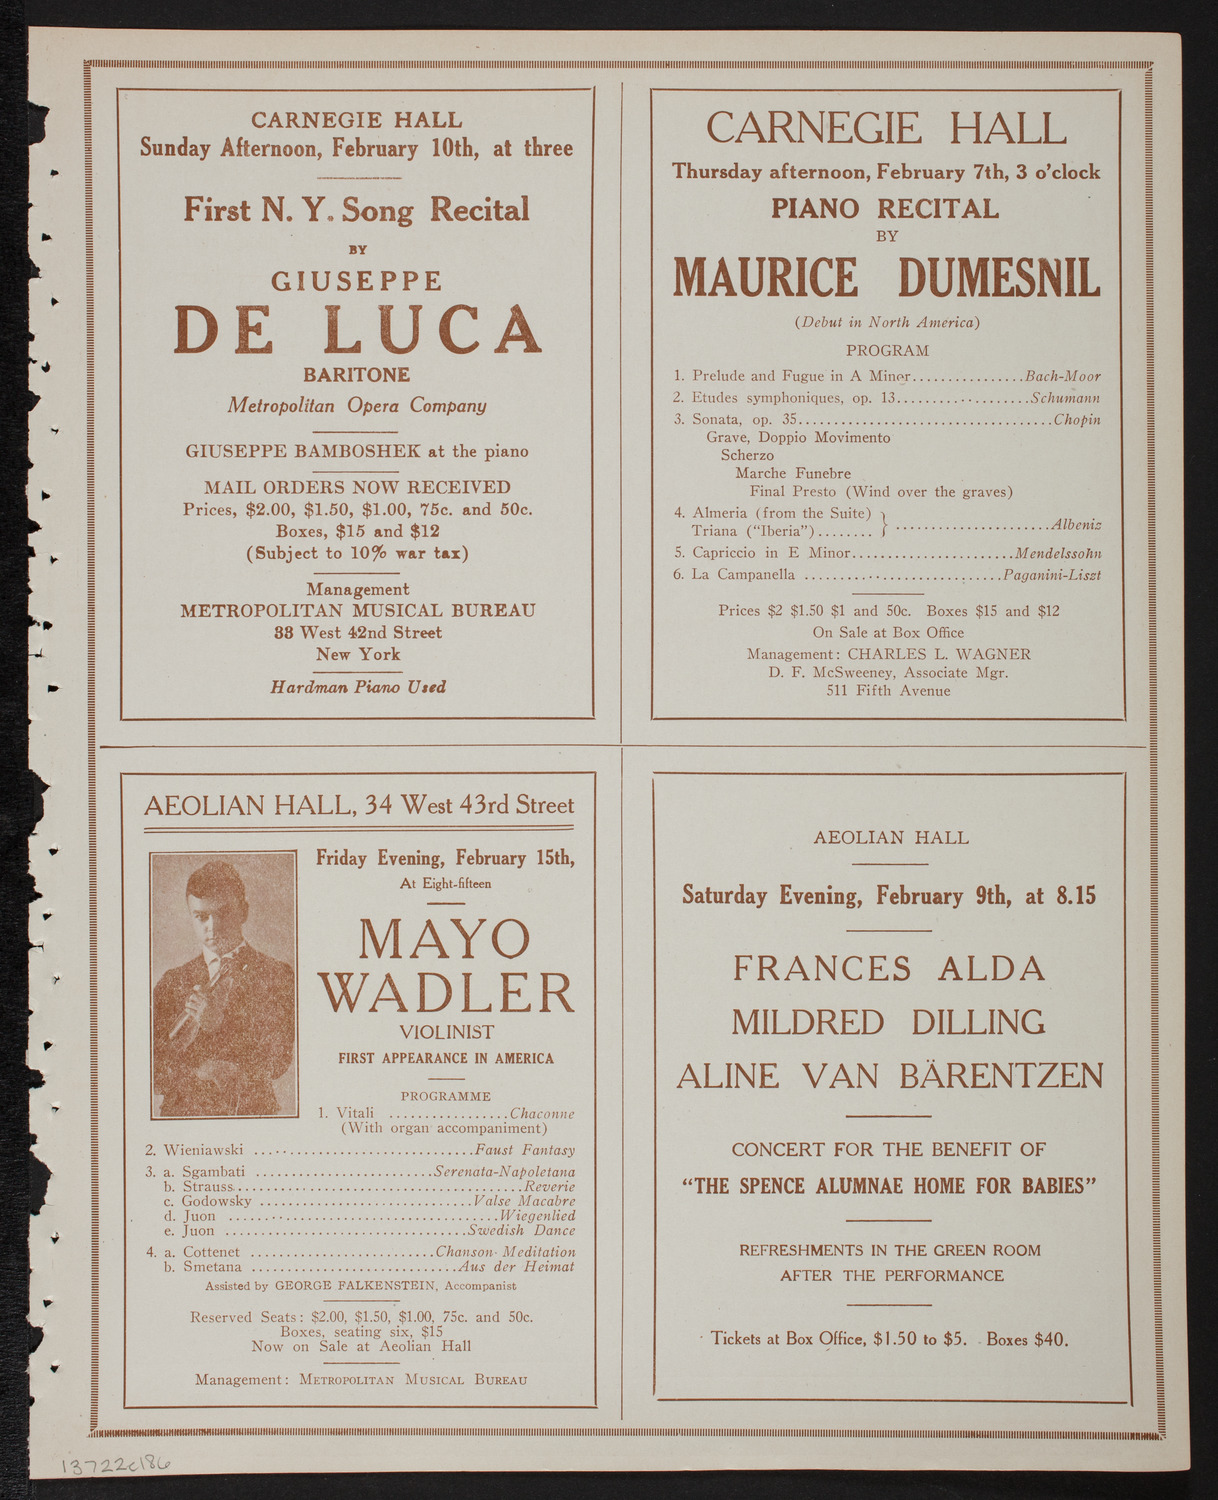 CARNEGIE HALL
Sunday Afternoon, February 10th, at three
First N. Y. Song Recital
BY
GIUSEPPE
DE LUCA
BARITONE
Metropolitan Opera Company
GIUSEPPE BAMBOSHEK at the piano
MAIL ORDERS NOW RECEIVED
Prices, $2.00, $1.50, $1.00, 75c. and 50c.
Boxes, $15 and $12
(Subject to 10% war tax)
Management
METROPOLITAN MUSICAL BUREAU
33 West 42nd Street
New York
Hardman Piano Used
CARNEGIE HALL
Thursday afternoon, February 7th, 3 o'clock
PIANO RECITAL
BY
MAURICE DUMESNIL
(Debut in North America)
PROGRAM
1. Prelude and Fugue in A Minor................Bach-Moor
2. Etudes symphoniques, op. 13...................Schumann
3. Sonata, op. 35...................................Chopin
Grave, Doppio Movimento
Scherzo
Marche Funebre
Final Presto (Wind over the graves)
4. Almeria (from the Suite)
Triana ("Iberia")........ } ......................Albeniz
5. Capriccio in E Minor......................Mendelssohn
6. La Campanella ...........................Paganini-Liszt
Prices $2 $1.50 $1 and 50c. Boxes $15 and $12
On Sale at Box Office
Management: CHARLES L. WAGNER
D. F. McSweeney, Associate Mgr.
511 Fifth Avenue
AEOLIAN HALL, 34 West 43rd Street
Friday Evening, February 15th,
At Eight-fifteen
MAYO
WADLER
VIOLINIST
FIRST APPEARANCE IN AMERICA
PROGRAMME
1. Vitali ................Chaconne
(With organ accompaniment)
2. Wieniawski ..............................Faust Fantasy
3. a. Sgambati ........................Serenata-Napoletana
b. Strauss.......................................Reverie
c. Godowsky .............................Valse Macabre
d. Juon .....................................Wiegenlied
e. Juon .................................Swedish Dance
4. a. Cottenet .........................Chanson-Meditation
b. Smetana ............................Aus der Heimat
Assisted by GEORGE FALKENSTEIN, Accompanist
Reserved Seats: $2.00, $1.50, $1.00, 75c. and 50c.
Boxes, seating six, $15
Now on Sale at Aeolian Hall
Management: METROPOLITAN MUSICAL BUREAU
AEOLIAN HALL
Saturday Evening, February 9th, at 8.15
FRANCES ALDA
MILDRED DILLING
ALINE VAN BÄRENTZEN
CONCERT FOR THE BENEFIT OF
"THE SPENCE ALUMNAE HOME FOR BABIES"
REFRESHMENTS IN THE GREEN ROOM
AFTER THE PERFORMANCE
Tickets at Box Office, $1.50 to $5. Boxes $40.
13722c186